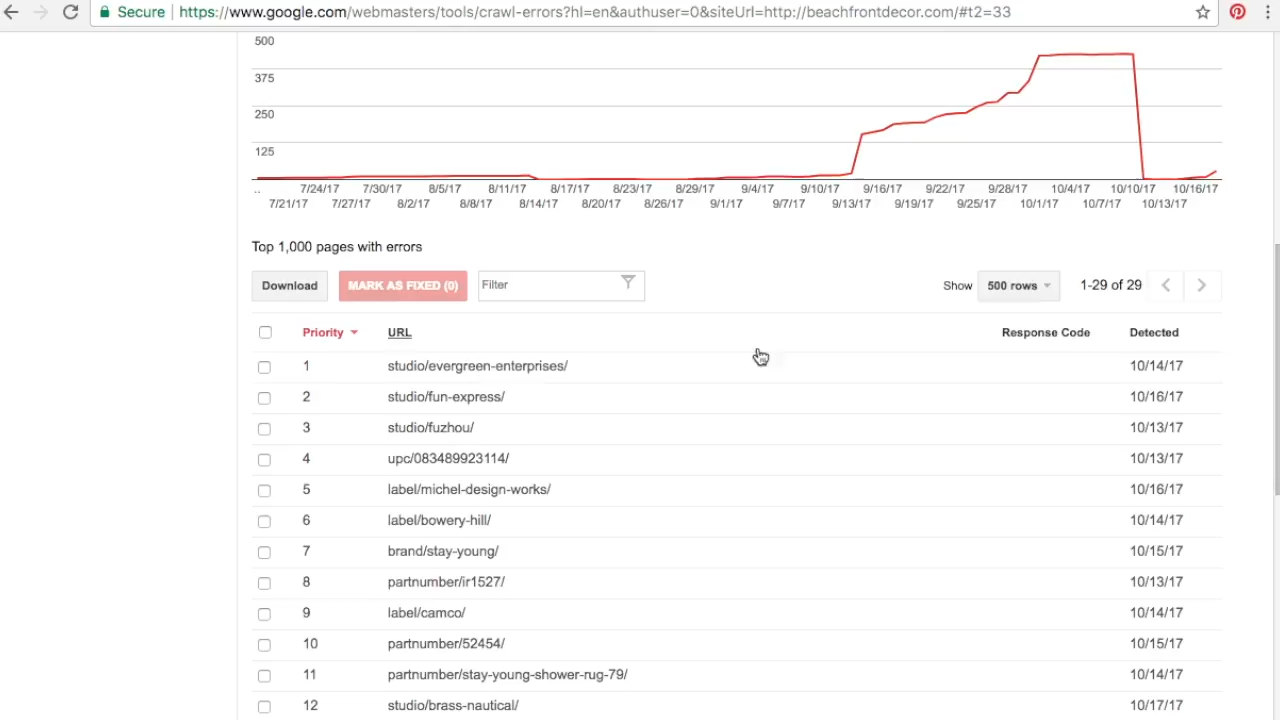 Secure https://www.google.com/webmasters/tools/crawl-errors?hl=en&authuser=0&siteUrl=http://beachfrontdecor.com/#t2=33
500
375
250
125
.. 7/24/17 7/30/17 8/5/17 8/11/17 8/17/17 8/23/17 8/29/17 9/4/17 9/10/17 9/16/17 9/22/17 9/28/17 10/4/17 10/10/17 10/16/17
7/21/17 7/27/17 8/2/17 8/8/17 8/14/17 8/20/17 8/26/17 9/1/17 9/7/17 9/13/17 9/19/17 9/25/17 10/1/17 10/7/17 10/13/17
Top 1,000 pages with errors
Download MARK AS FIXED (0) Filter Show 500 rows 1-29 of 29
Priority URL Response Code Detected
1 studio/evergreen-enterprises/ 10/14/17
2 studio/fun-express/ 10/16/17
3 studio/fuzhou/ 10/13/17
4 upc/083489923114/ 10/13/17
5 label/michel-design-works/ 10/16/17
6 label/bowery-hill/ 10/14/17
7 brand/stay-young/ 10/15/17
8 partnumber/ir1527/ 10/13/17
9 label/camco/ 10/14/17
10 partnumber/52454/ 10/15/17
11 partnumber/stay-young-shower-rug-79/ 10/14/17
12 studio/brass-nautical/ 10/17/17